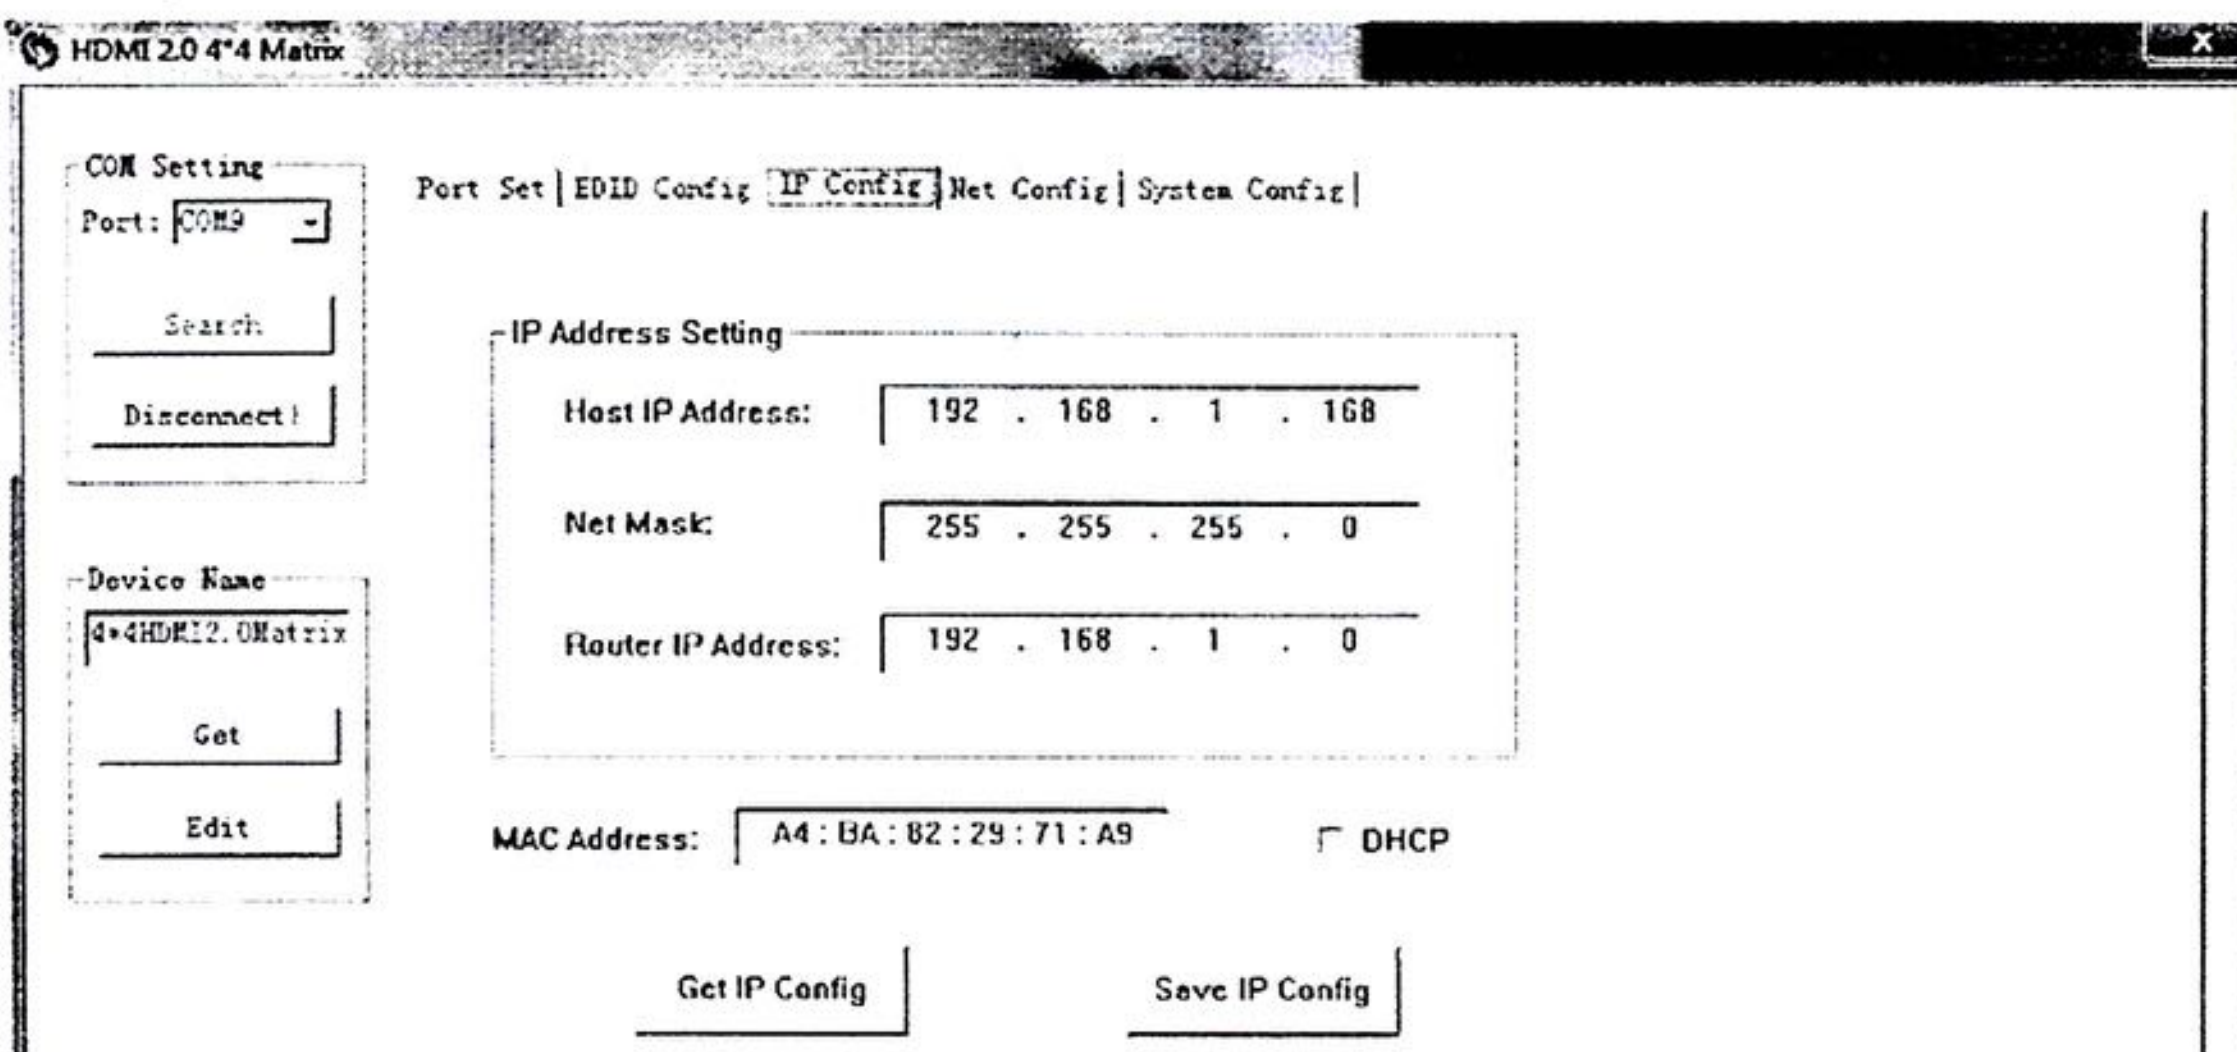 HDMI 2.0 4*4 Matrix
COM Setting
Port: COM9
Search
Disconnect!
Device Name
4*4HDMI2.0Matrix
Get
Edit
Port Set EDID Config IP Config Net Config System Config
IP Address Setting
Host IP Address: 192 . 168 . 1 . 168
Net Mask: 255 . 255 . 255 . 0
Router IP Address: 192 . 168 . 1 . 0
MAC Address: A4:BA:82:29:71:A9
DHCP
Get IP Config Save IP Config